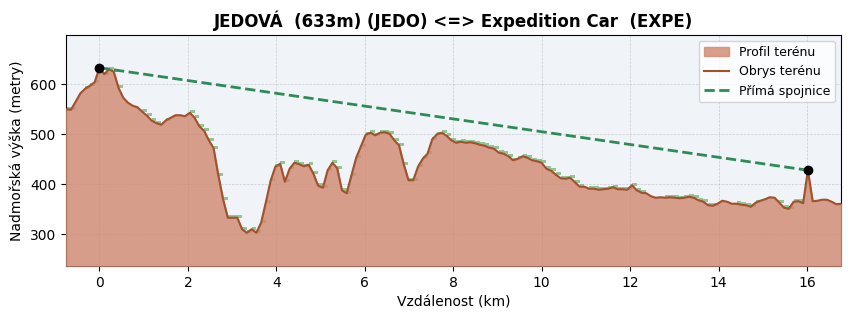 JEDOVÁ  (633m) (JEDO) <=> Expedition Car  (EXPE)
Nadmořská výška (metry)
600
500
400
300
Profil terénu
Obrys terénu
Přímá spojnice
0 2 4 6 8 10 12 14 16
Vzdálenost (km)